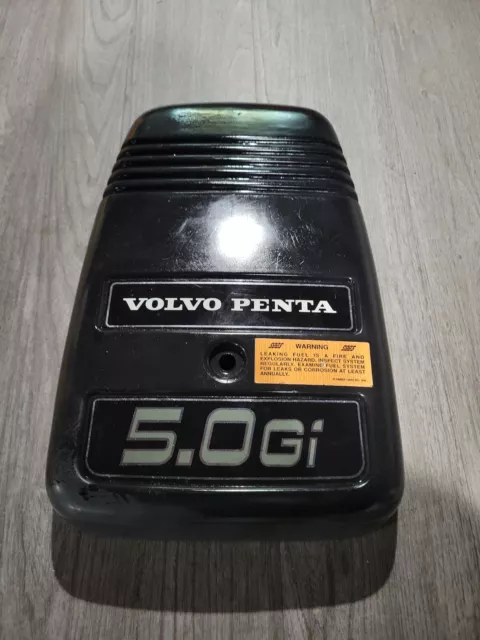 VOLVO PENTA
WARNING
LEAKING FUEL IS A FIRE AND
EXPLOSION HAZARD. INSPECT SYSTEM
REGULARLY. EXAMINE FUEL SYSTEM
FOR LEAKS OR CORROSION AT LEAST
ANNUALLY.
5.0Gi